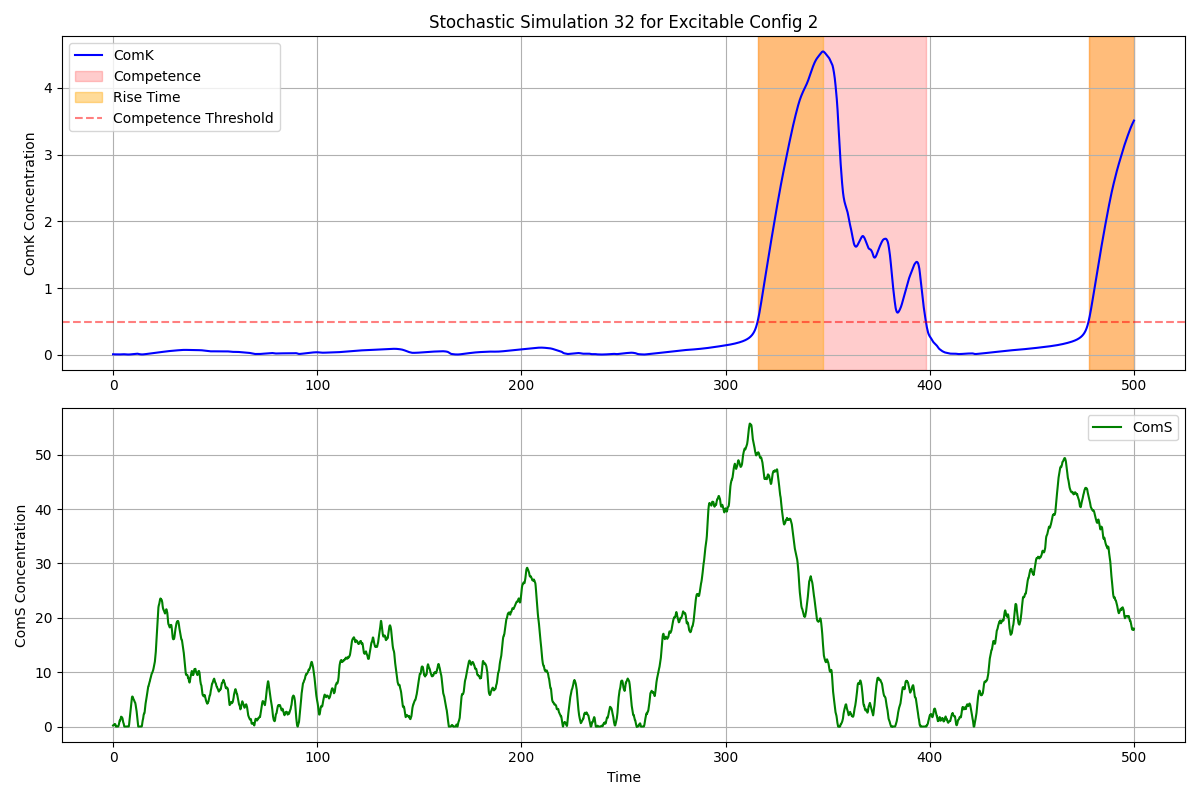 Stochastic Simulation 32 for Excitable Config 2
ComK
Competence
Rise Time
Competence Threshold
ComK Concentration
4
3
2
1
0
0 100 200 300 400 500
ComS
ComS Concentration
50
40
30
20
10
0
0 100 200 300 400 500
Time